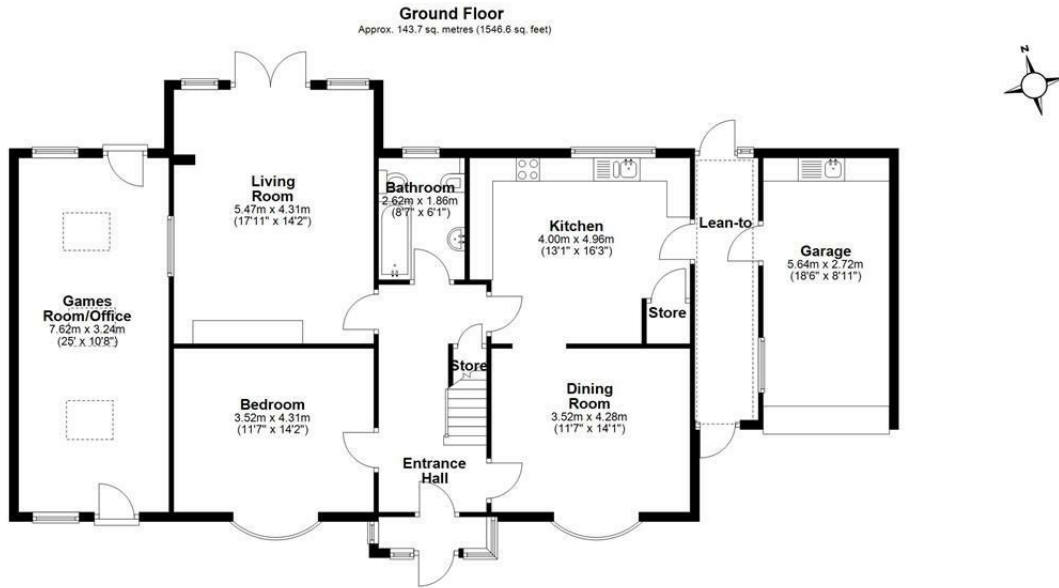 Ground Floor
Approx. 143.7 sq. metres (1546.6 sq. feet)
N
Living
Room
5.47m x 4.31m
(17'11" x 14'2")
Bathroom
2.62m x 1.86m
(8'7" x 6'1")
Kitchen
4.00m x 4.96m
(13'1" x 16'3")
Lean-to
Garage
5.64m x 2.72m
(18'6" x 8'11")
Games
Room/Office
7.62m x 3.24m
(25' x 10'8")
Store
Store
Bedroom
3.52m x 4.31m
(11'7" x 14'2")
Dining
Room
3.52m x 4.28m
(11'7" x 14'1")
Entrance
Hall